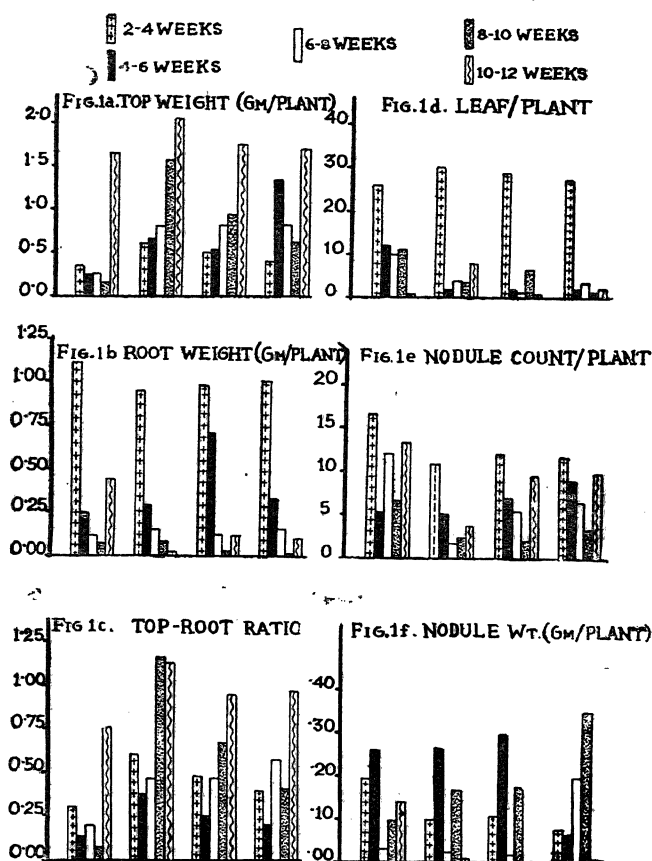 2-4 WEEKS
4-6 WEEKS
6-8 WEEKS
8-10 WEEKS
10-12 WEEKS
FIG.1a. TOP WEIGHT (GM/PLANT)
2·0
1·5
1·0
0·5
0·0
FIG.1d. LEAF/PLANT
40
30
20
10
0
FIG.1b ROOT WEIGHT (GM/PLANT)
1·25
1·00
0·75
0·50
0·25
0·00
FIG.1e NODULE COUNT/PLANT
20
15
10
5
0
FIG 1c. TOP-ROOT RATIO
1·25
1·00
0·75
0·50
0·25
0·00
FIG.1f. NODULE WT.(GM/PLANT)
·40
·30
·20
·10
·00